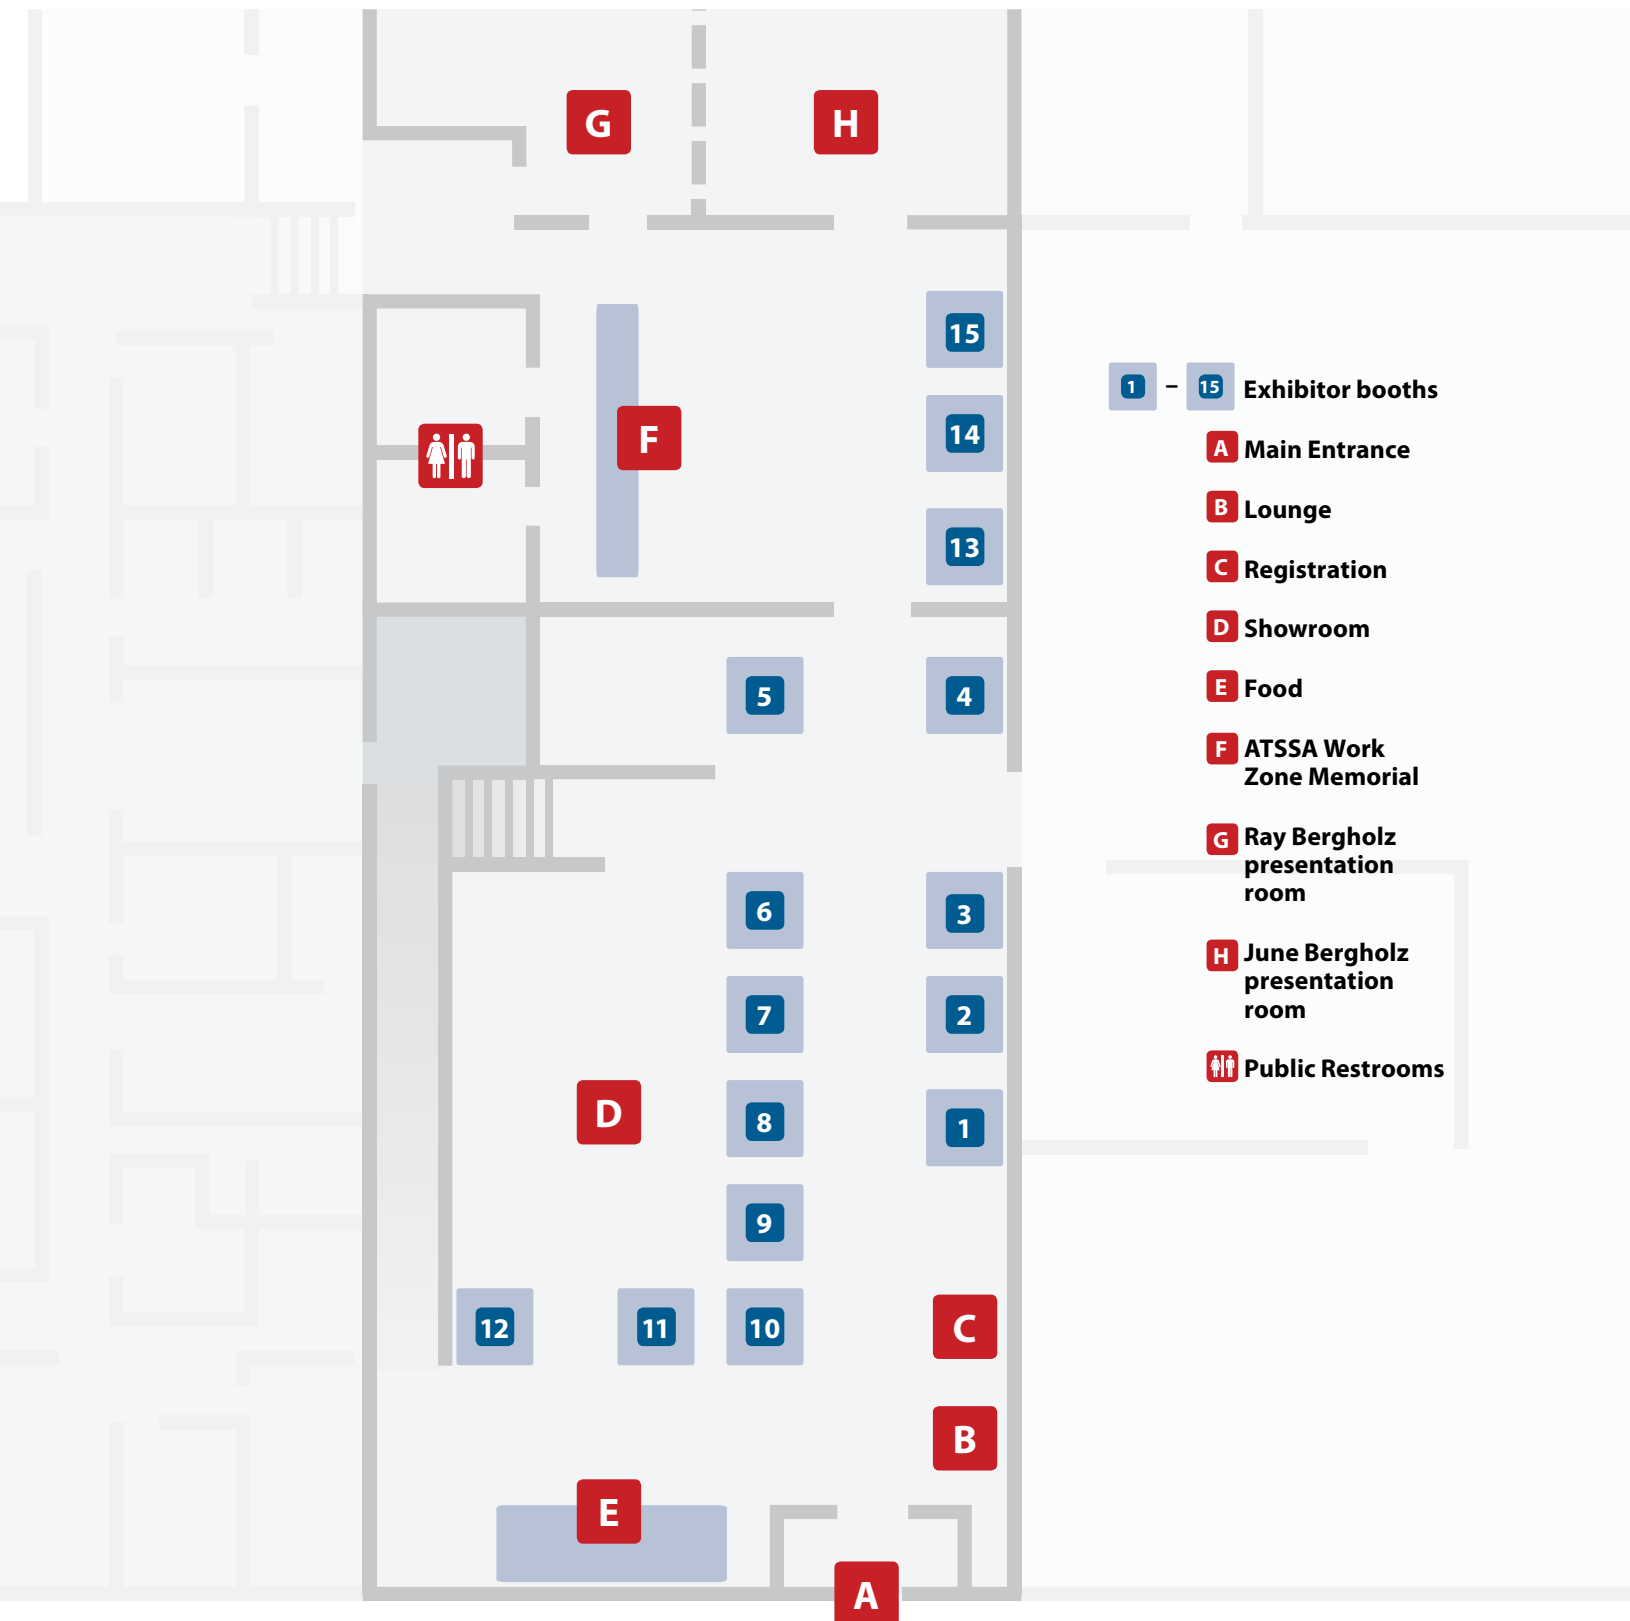 G
H
15
F
14
13
5
4
6
3
7
2
D
8
1
9
12
11
10
C
B
E
A
1 – 15 Exhibitor booths
A Main Entrance
B Lounge
C Registration
D Showroom
E Food
F ATSSA Work
Zone Memorial
G Ray Bergholz
presentation
room
H June Bergholz
presentation
room
Public Restrooms